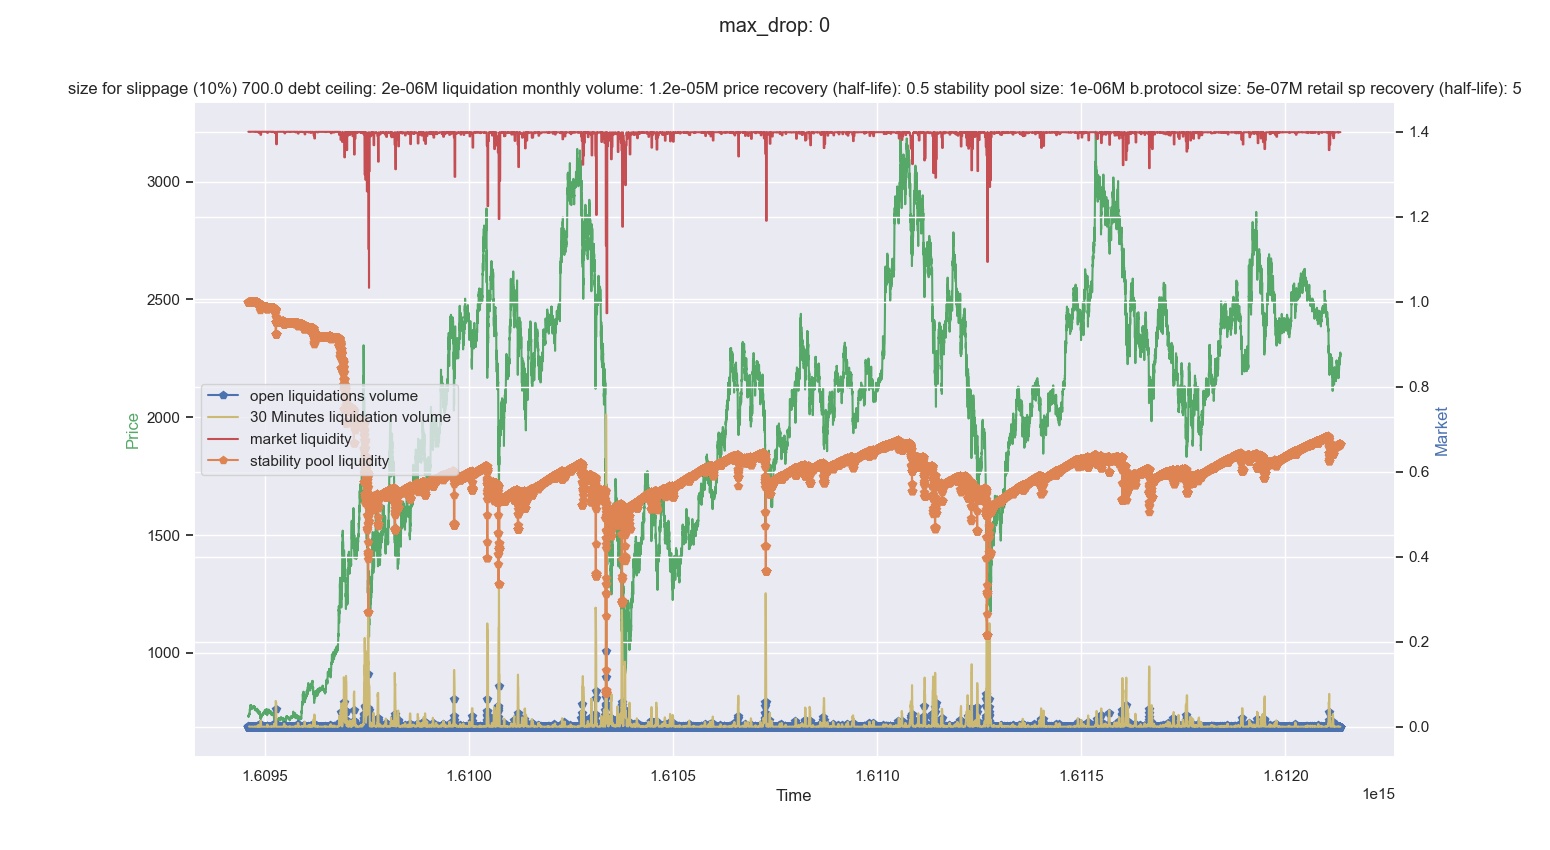 max_drop: 0
size for slippage (10%) 700.0 debt ceiling: 2e-06M liquidation monthly volume: 1.2e-05M price recovery (half-life): 0.5 stability pool size: 1e-06M b.protocol size: 5e-07M retail sp recovery (half-life): 5
3000
2500
2000
1500
1000
Price
open liquidations volume
30 Minutes liquidation volume
market liquidity
stability pool liquidity
1.4
1.2
1.0
0.8
0.6
0.4
0.2
0.0
Market
1.6095 1.6100 1.6105 1.6110 1.6115 1.6120
Time
1e15